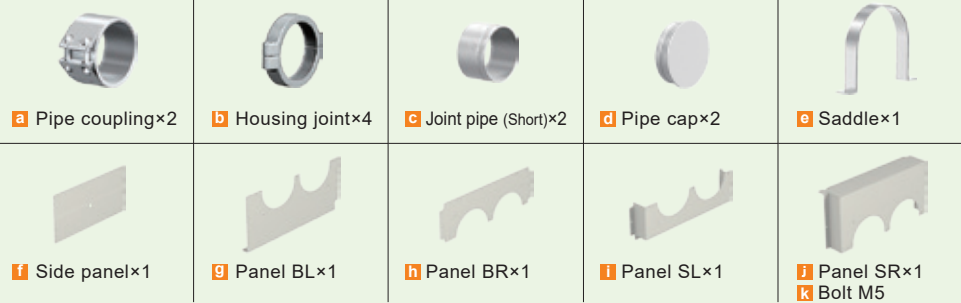 a Pipe coupling×2
b Housing joint×4
c Joint pipe (Short)×2
d Pipe cap×2
e Saddle×1
f Side panel×1
g Panel BL×1
h Panel BR×1
i Panel SL×1
j Panel SR×1
k Bolt M5